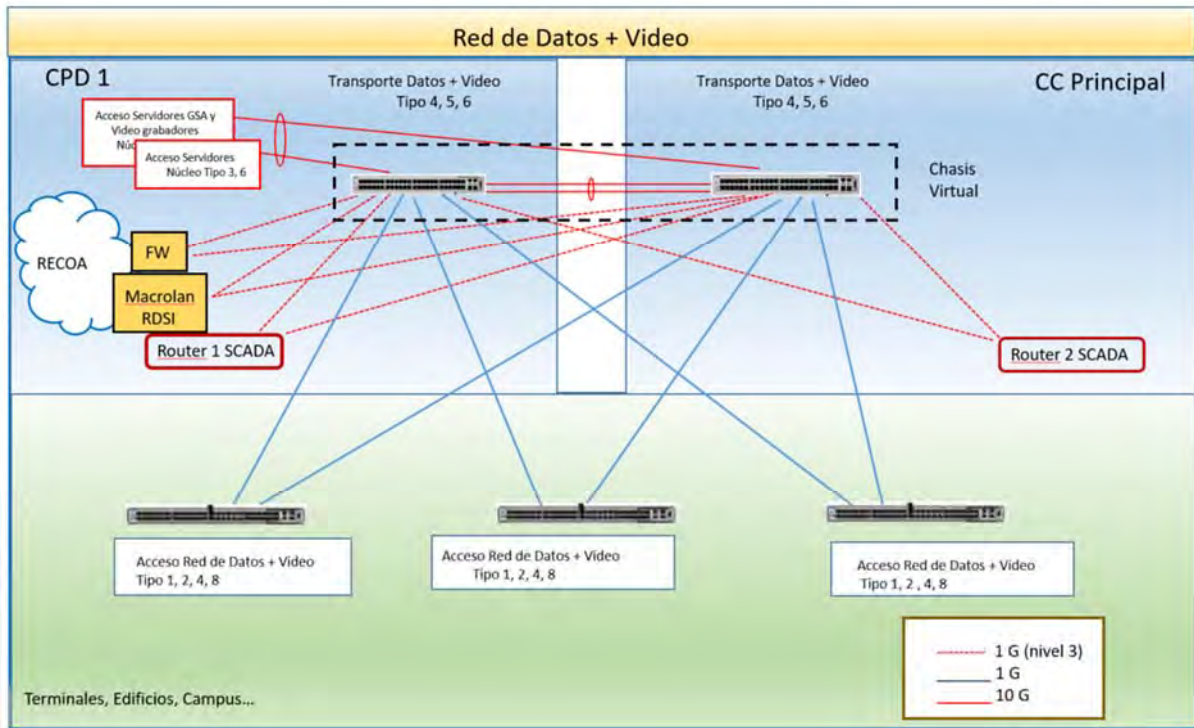 Red de Datos + Video
CPD 1
Transporte Datos + Video
Tipo 4, 5, 6
Transporte Datos + Video
Tipo 4, 5, 6
CC Principal
Acceso Servidores GSA y
Video grabadores
Acceso Servidores
Núcleo Tipo 3, 6
Chasis
Virtual
RECOA
FW
Macrolan
RDSI
Router 1 SCADA
Router 2 SCADA
Acceso Red de Datos + Video
Tipo 1, 2, 4, 8
Acceso Red de Datos + Video
Tipo 1, 2, 4, 8
Acceso Red de Datos + Video
Tipo 1, 2 , 4, 8
1 G (nivel 3)
1 G
10 G
Terminales, Edificios, Campus...